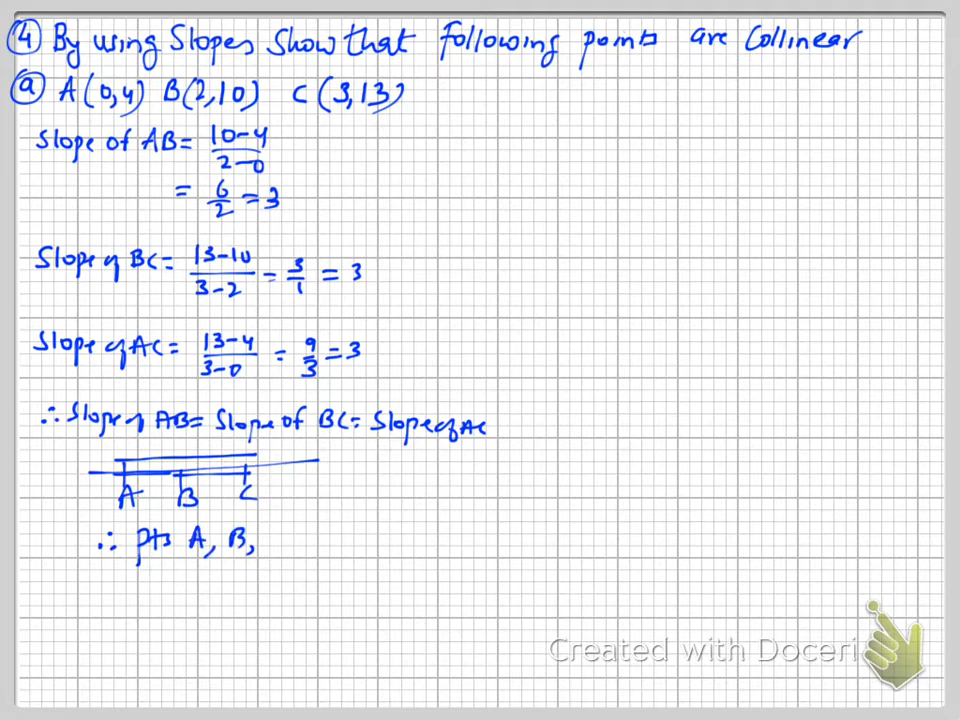 ④ By using Slopes Show that following points are Collinear
ⓐ A(0,4) B(2,10) C(3,13)
Slope of AB = 10-4
2-0
= 6/2 = 3
Slope of BC = 13-10 / 3-2 = 3/1 = 3
Slope of AC = 13-4 / 3-0 = 9/3 = 3
∴ Slope of AB = Slope of BC = Slope of AC
A B C
∴ pts A, B,
Created with Doceri